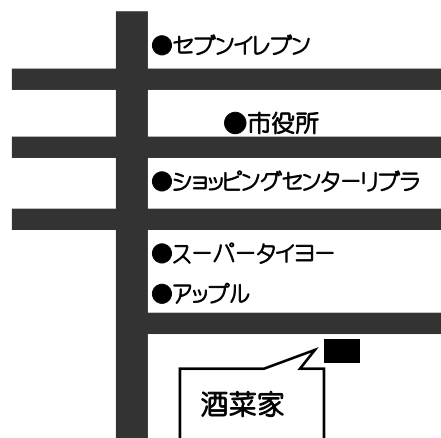 ●セブンイレブン
●市役所
●ショッピングセンターリブラ
●スーパータイヨー
●アップル
酒菜家